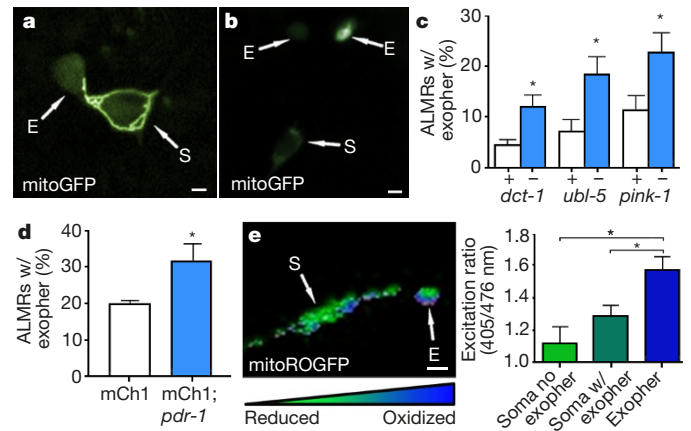 a
E
S
mitoGFP
b
E
E
S
mitoGFP
c
ALMRs w/
exopher (%)
30
20
10
0
*
*
*
+ − + − + −
dct-1 ubl-5 pink-1
d
ALMRs w/
exopher (%)
40
30
20
10
0
*
mCh1 mCh1;
pdr-1
e
S
E
mitoROGFP
Reduced Oxidized
Excitation ratio
(405/476 nm)
1.8
1.6
1.4
1.2
1.0
*
*
Soma no
exopher
Soma w/
exopher
Exopher